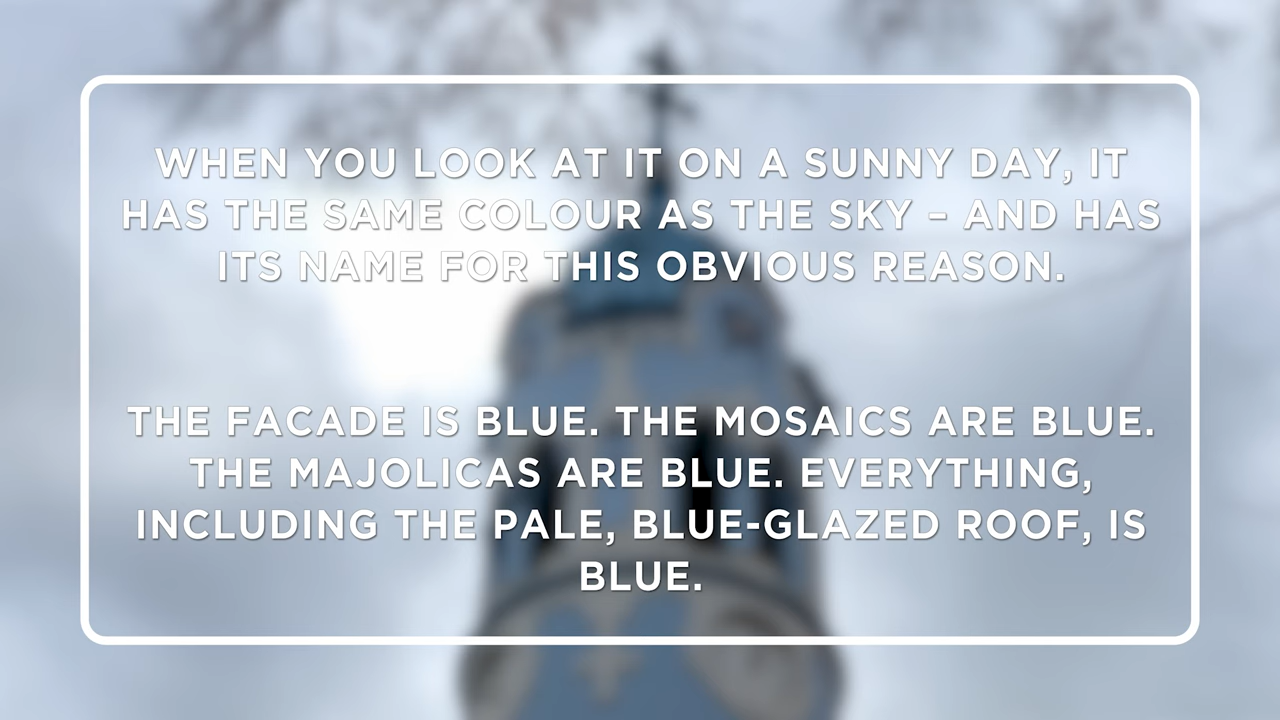 WHEN YOU LOOK AT IT ON A SUNNY DAY, IT
HAS THE SAME COLOUR AS THE SKY – AND HAS
ITS NAME FOR THIS OBVIOUS REASON.
THE FACADE IS BLUE. THE MOSAICS ARE BLUE.
THE MAJOLICAS ARE BLUE. EVERYTHING,
INCLUDING THE PALE, BLUE-GLAZED ROOF, IS
BLUE.